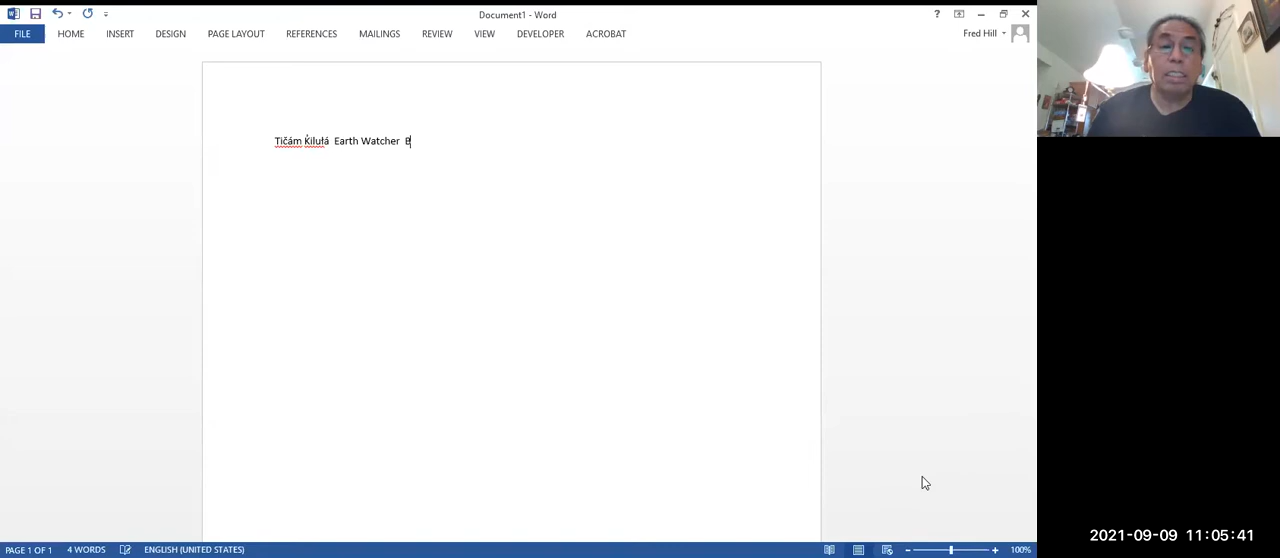 Document1 - Word
FILE HOME INSERT DESIGN PAGE LAYOUT REFERENCES MAILINGS REVIEW VIEW DEVELOPER ACROBAT Fred Hill
Tičám K̓ilułá Earth Watcher B
PAGE 1 OF 1 4 WORDS ENGLISH (UNITED STATES) 100%
2021-09-09 11:05:41